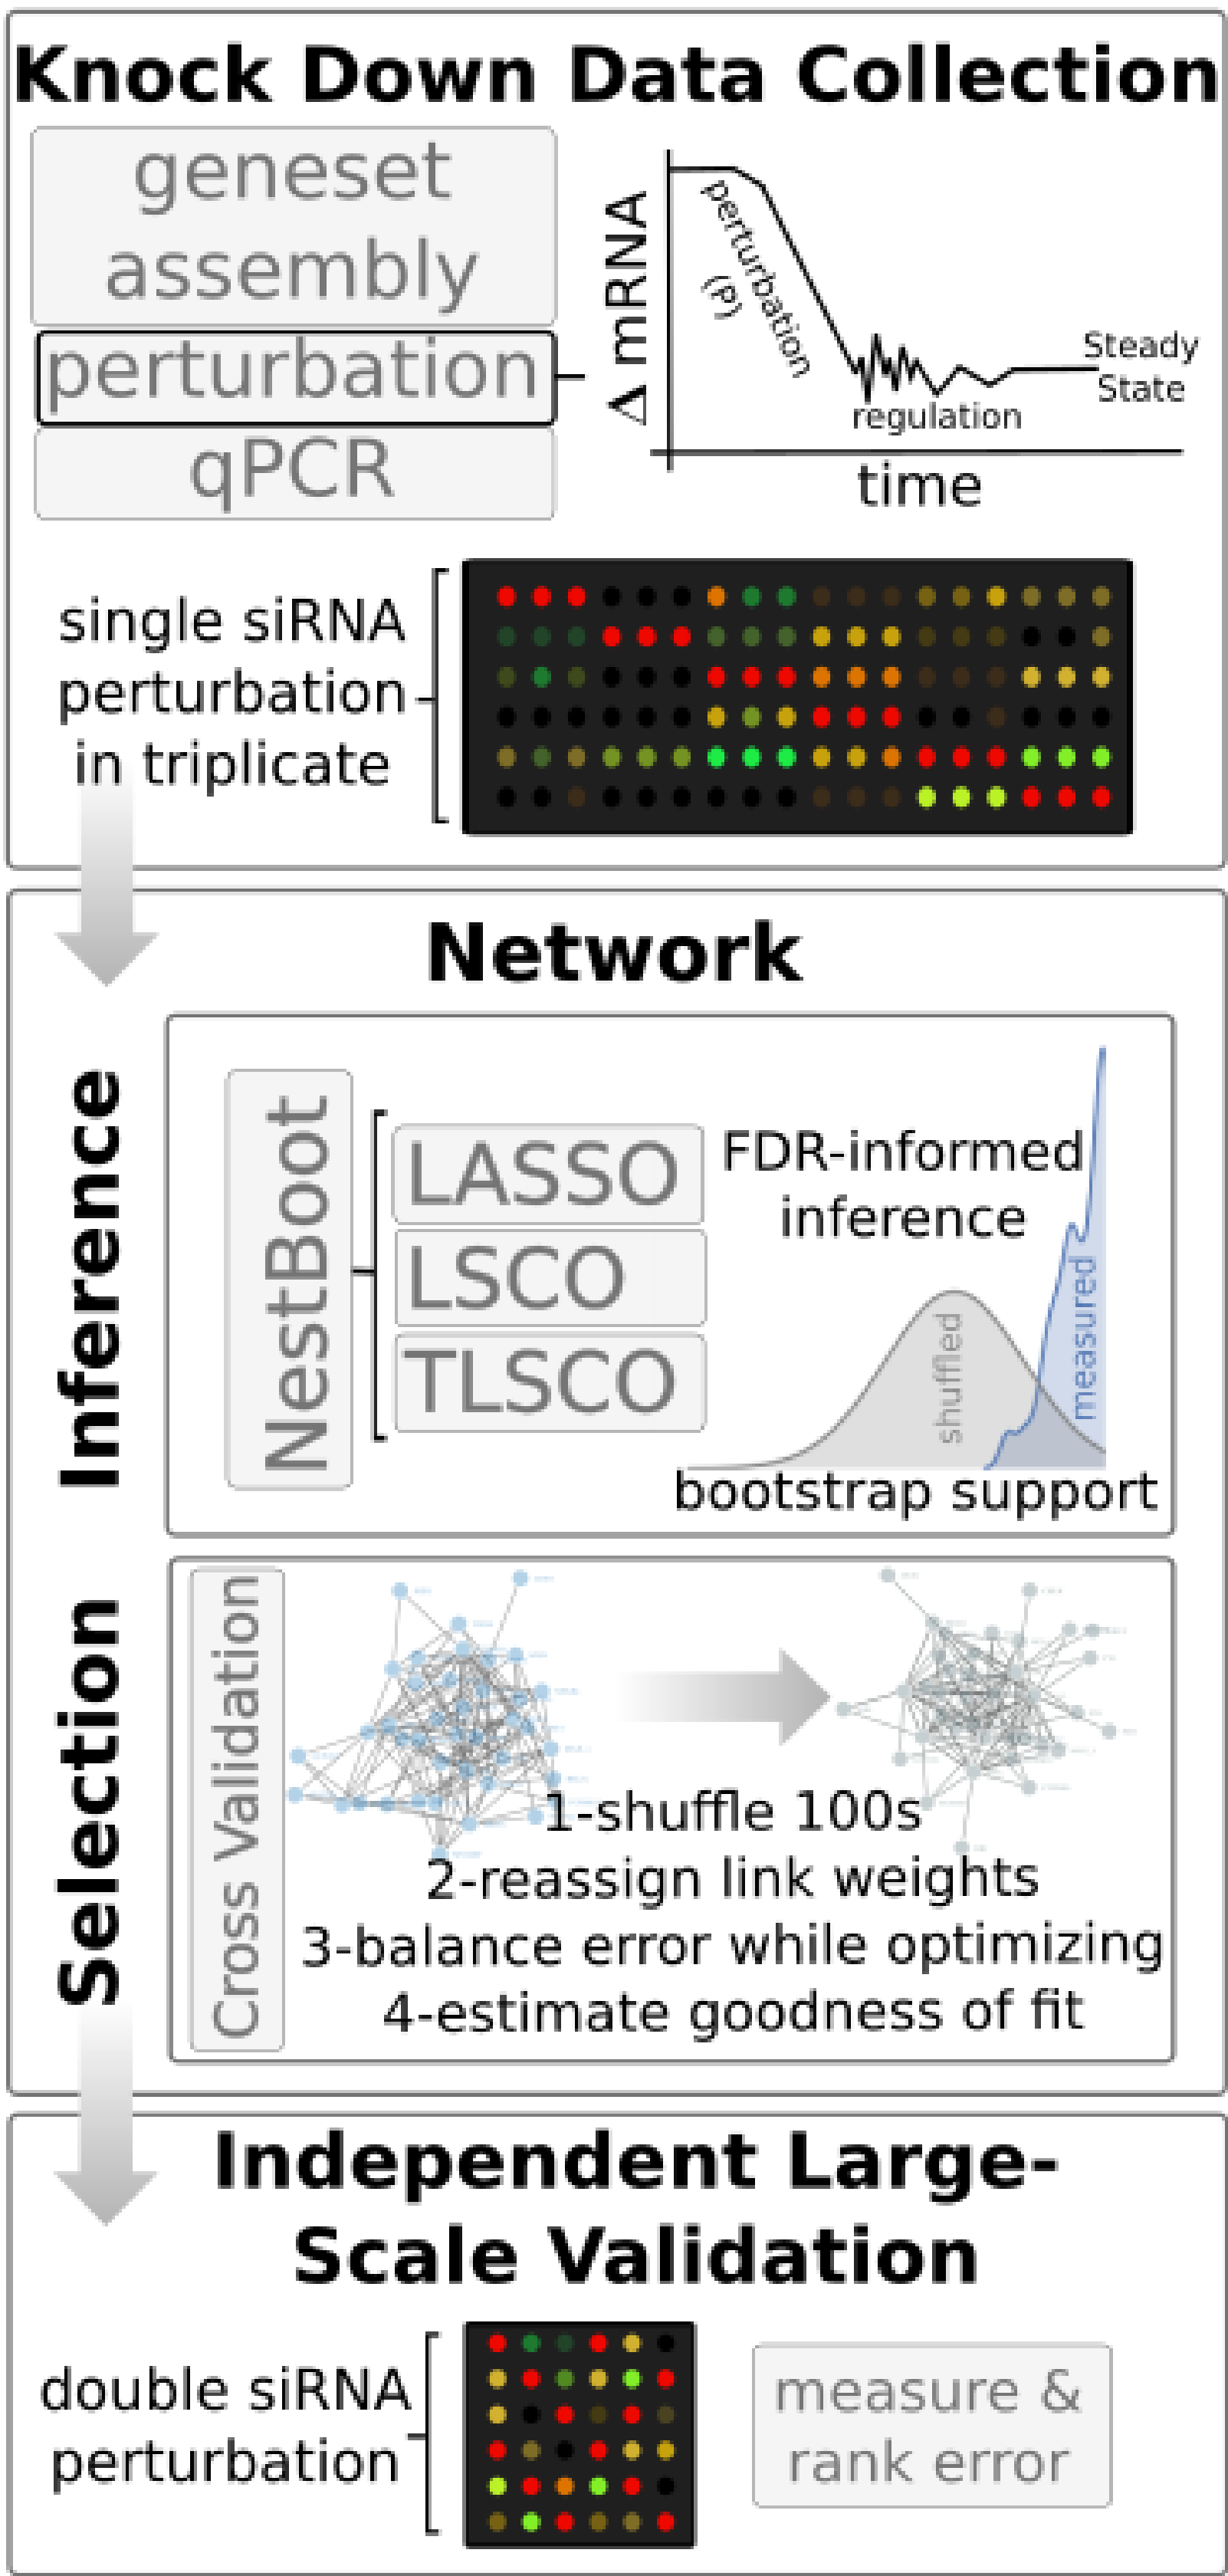 Knock Down Data Collection
geneset
assembly
perturbation
qPCR
Δ mRNA
perturbation
(P)
regulation
Steady
State
time
single siRNA
perturbation
in triplicate
Network
Inference
NestBoot
LASSO
LSCO
TLSCO
FDR-informed
inference
shuffled
measured
bootstrap support
Selection
Cross Validation
1-shuffle 100s
2-reassign link weights
3-balance error while optimizing
4-estimate goodness of fit
Independent Large-
Scale Validation
double siRNA
perturbation
measure &
rank error